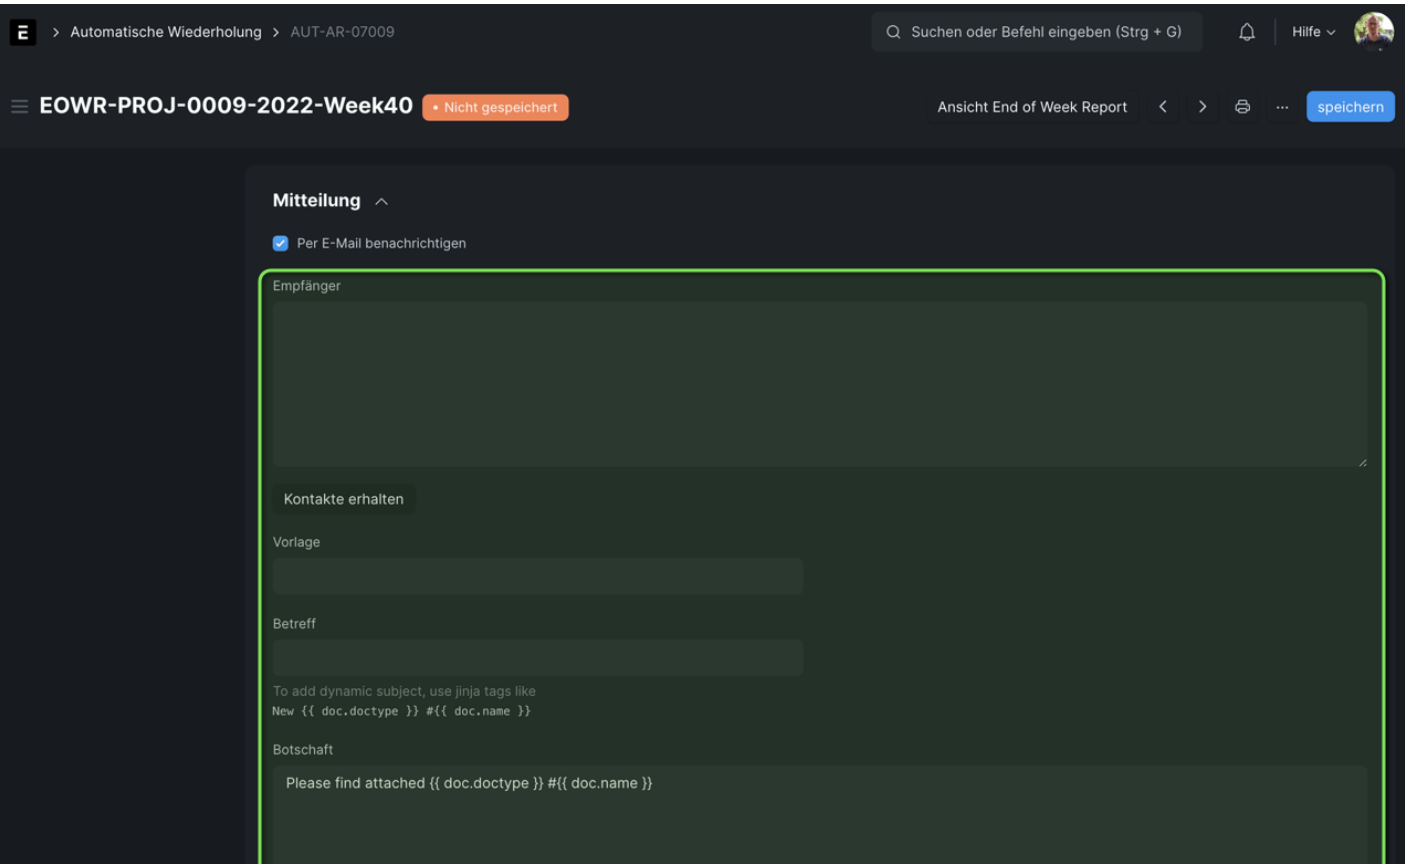 E > Automatische Wiederholung > AUT-AR-07009
Suchen oder Befehl eingeben (Strg + G)
Hilfe
EOWR-PROJ-0009-2022-Week40
• Nicht gespeichert
Ansicht End of Week Report
...
speichern
Mitteilung
Per E-Mail benachrichtigen
Empfänger
Kontakte erhalten
Vorlage
Betreff
To add dynamic subject, use jinja tags like
New {{ doc.doctype }} #{{ doc.name }}
Botschaft
Please find attached {{ doc.doctype }} #{{ doc.name }}